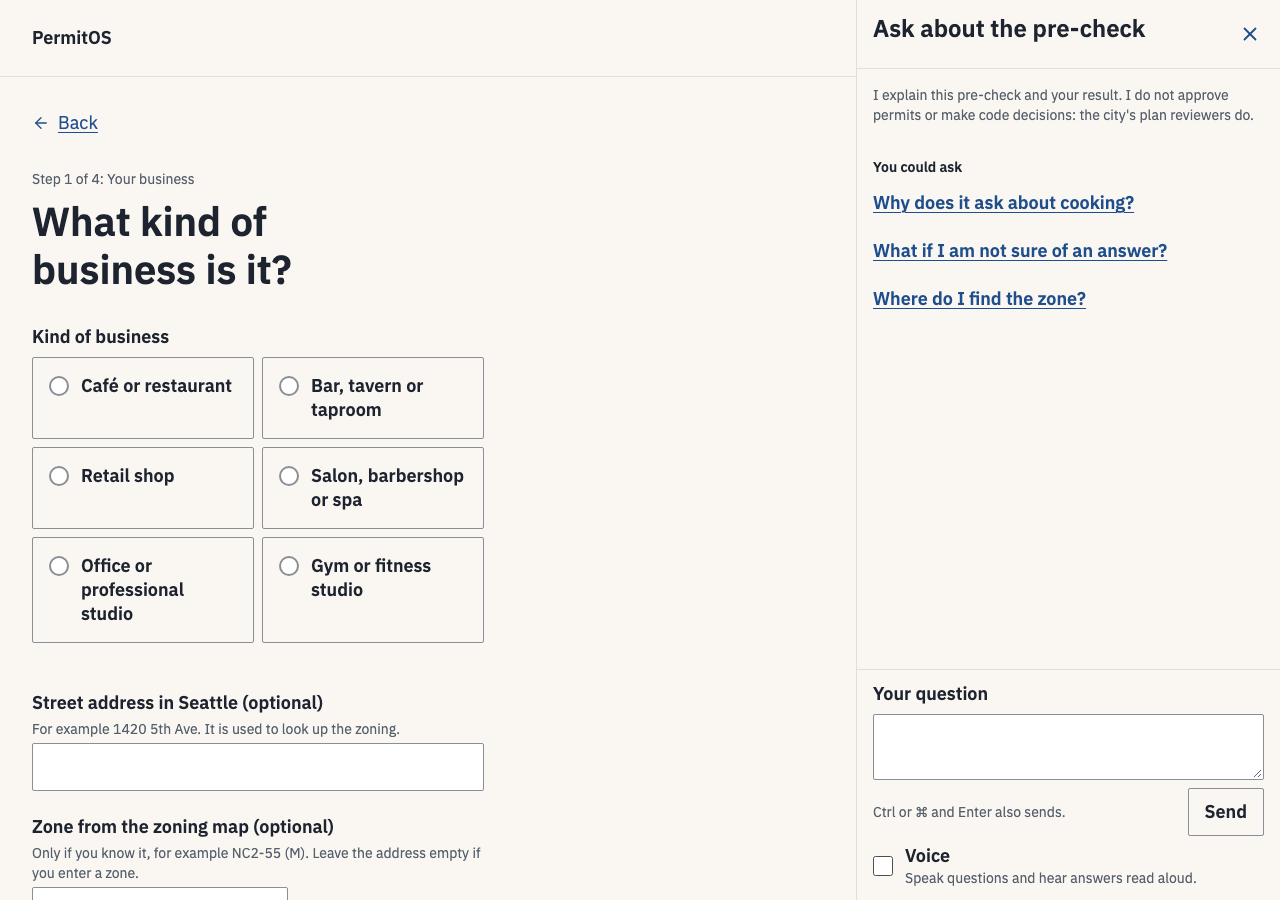 PermitOS
Back
Step 1 of 4: Your business
What kind of
business is it?
Kind of business
Café or restaurant
Bar, tavern or
taproom
Retail shop
Salon, barbershop
or spa
Office or
professional
studio
Gym or fitness
studio
Street address in Seattle (optional)
For example 1420 5th Ave. It is used to look up the zoning.
Zone from the zoning map (optional)
Only if you know it, for example NC2-55 (M). Leave the address empty if
you enter a zone.
Ask about the pre-check
I explain this pre-check and your result. I do not approve
permits or make code decisions: the city's plan reviewers do.
You could ask
Why does it ask about cooking?
What if I am not sure of an answer?
Where do I find the zone?
Your question
Ctrl or ⌘ and Enter also sends.
Send
Voice
Speak questions and hear answers read aloud.